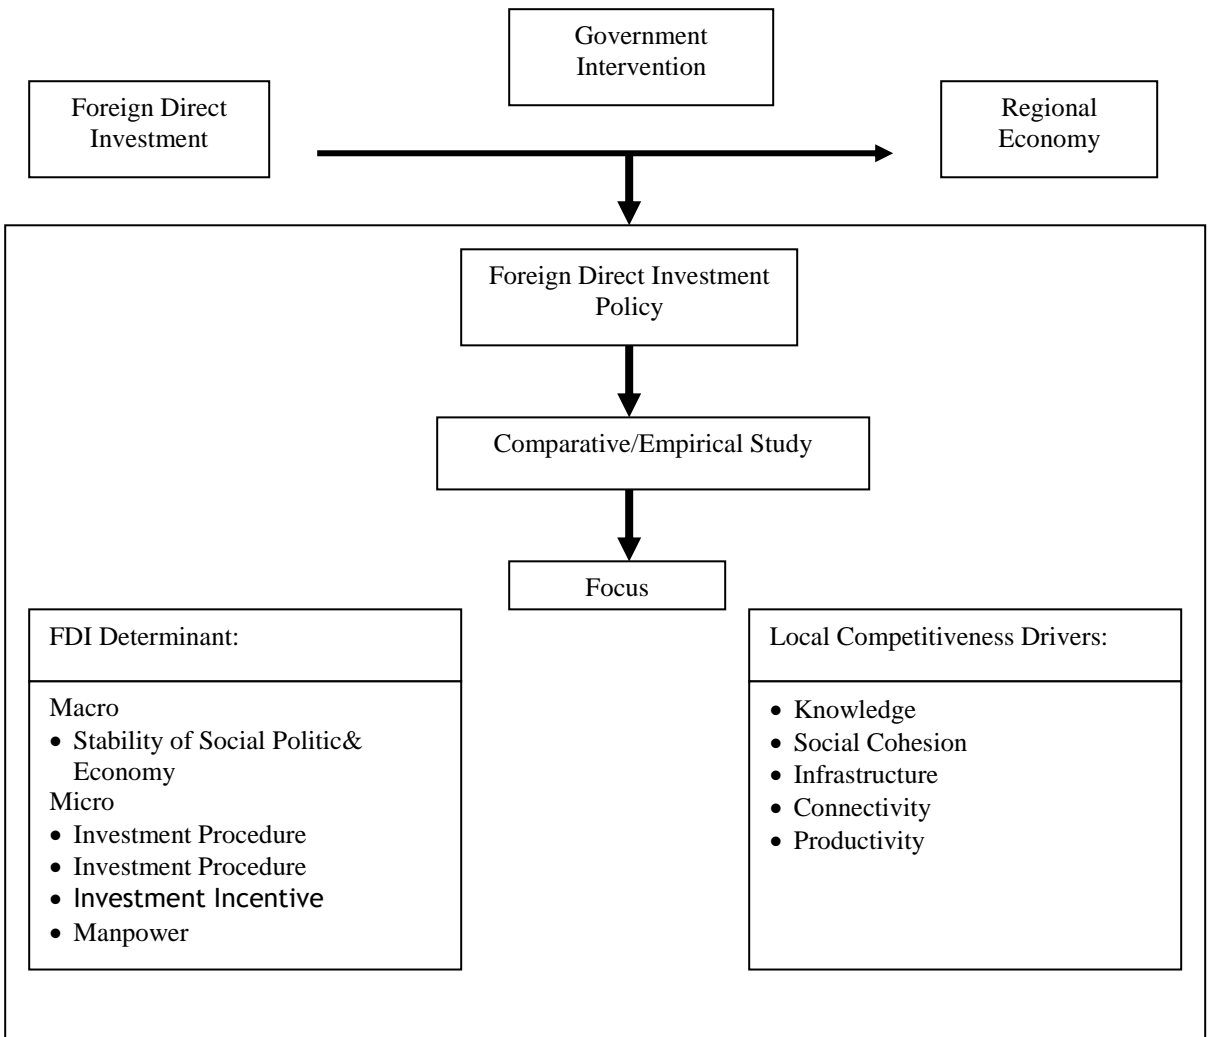 Government
Intervention
Foreign Direct
Investment
Regional
Economy
Foreign Direct Investment
Policy
Comparative/Empirical Study
Focus
FDI Determinant:
Macro
• Stability of Social Politic&
Economy
Micro
• Investment Procedure
• Investment Procedure
• Investment Incentive
• Manpower
Local Competitiveness Drivers:
• Knowledge
• Social Cohesion
• Infrastructure
• Connectivity
• Productivity